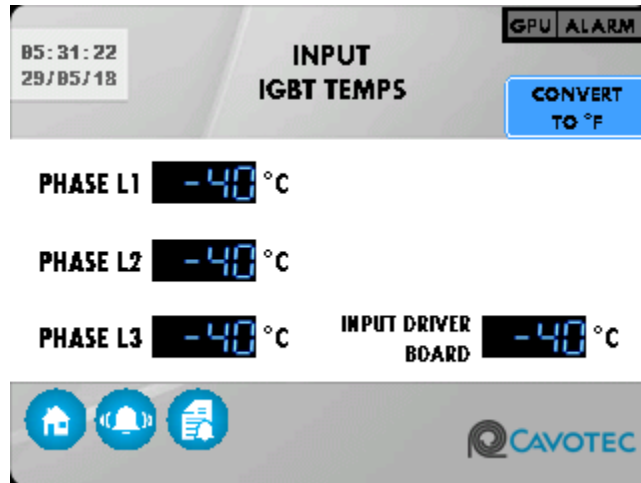 GPU ALARM
05:31:22
29/05/18
INPUT
IGBT TEMPS
CONVERT
TO °F
PHASE L1 -40 °C
PHASE L2 -40 °C
PHASE L3 -40 °C
INPUT DRIVER
BOARD -40 °C
CAVOTEC